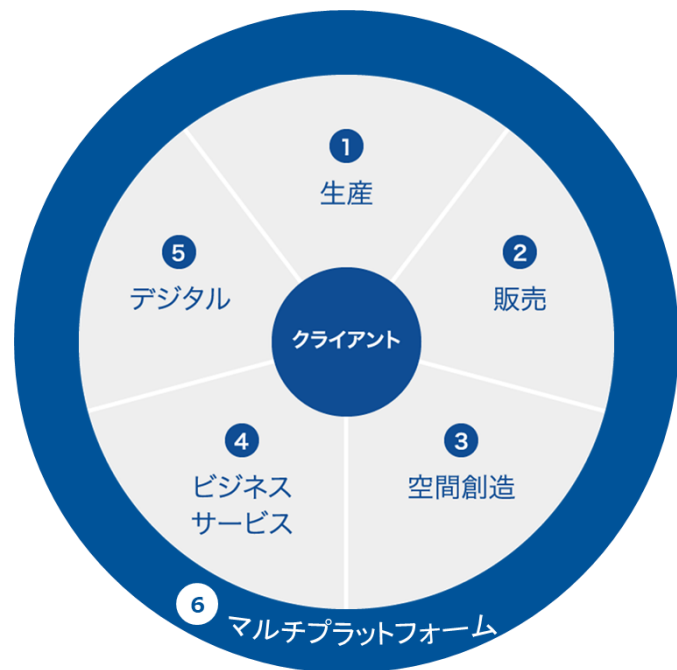 1
生産
2
販売
3
空間創造
4
ビジネス
サービス
5
デジタル
クライアント
6
マルチプラットフォーム